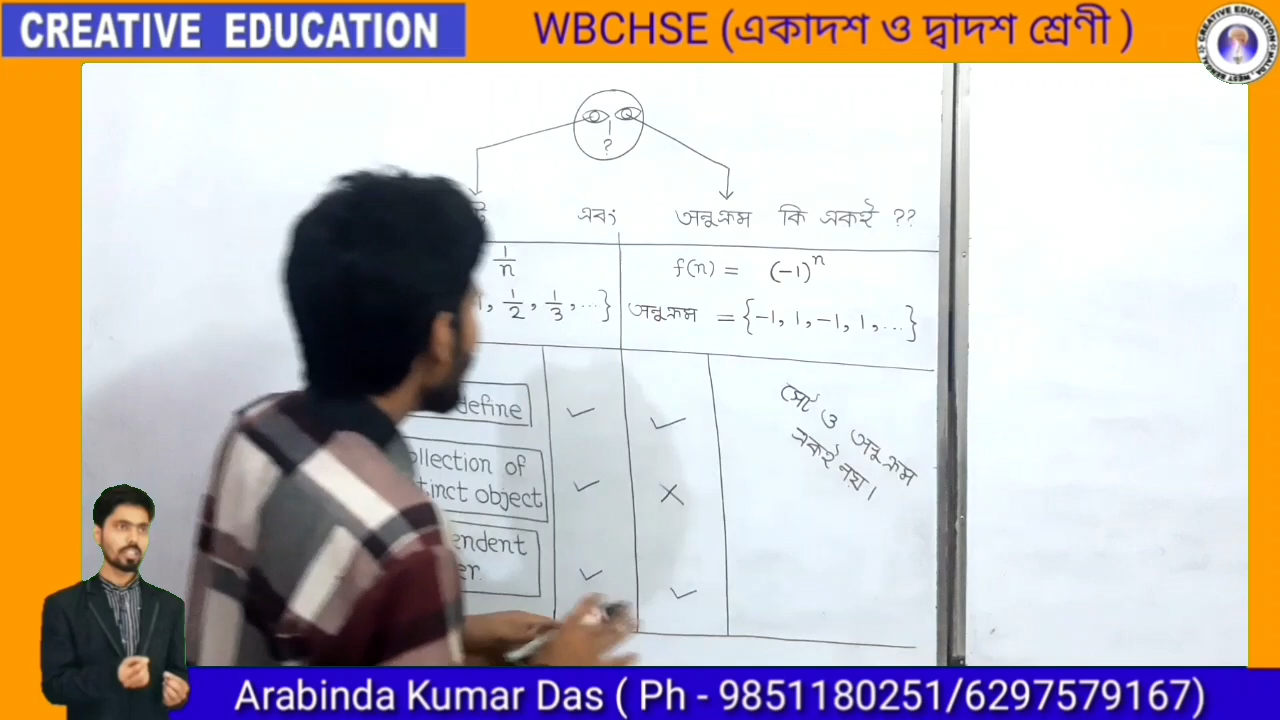 CREATIVE EDUCATION
WBCHSE (একাদশ ও দ্বাদশ শ্রেণী )
CREATIVE EDUCATION
?
এবং অনুক্রম কি একই ??
1/n
f(n) = (-1)^n
1, 1/2, 1/3, ...}
অনুক্রম = {-1, 1, -1, 1, ...}
define ✓ ✓
ollection of
tinct object ✓ ×
endent
er. ✓ ✓
সেট ও অনুক্রম
একই নয়।
Arabinda Kumar Das ( Ph - 9851180251/6297579167)